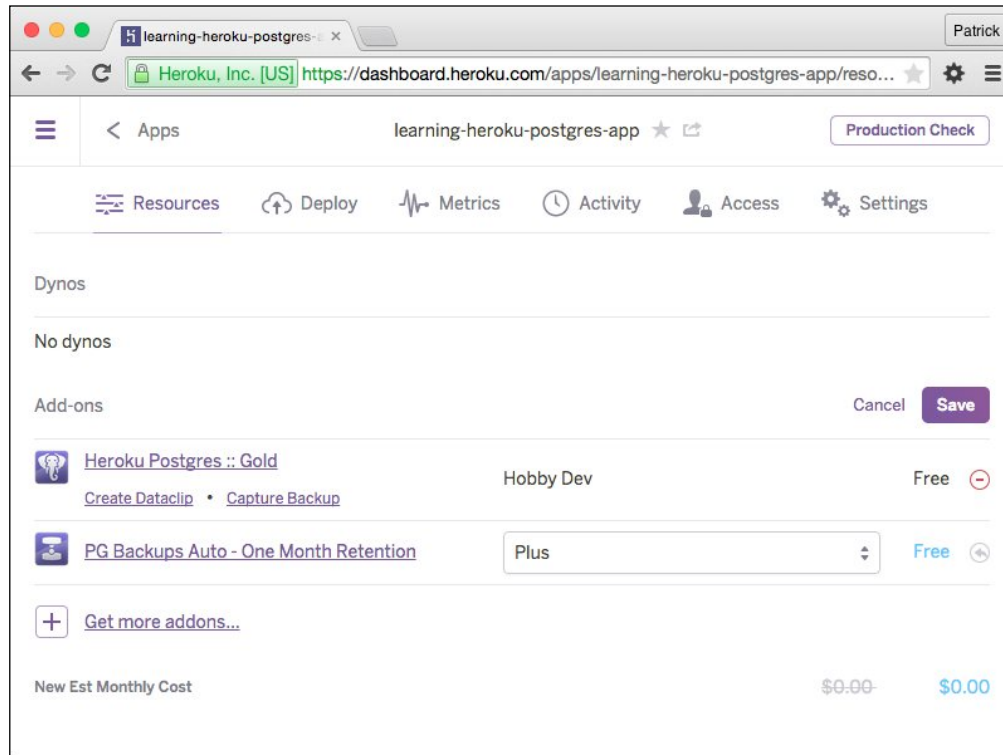 learning-heroku-postgres-a
Patrick
Heroku, Inc. [US] https://dashboard.heroku.com/apps/learning-heroku-postgres-app/reso...
Apps learning-heroku-postgres-app Production Check
Resources Deploy Metrics Activity Access Settings
Dynos
No dynos
Add-ons Cancel Save
Heroku Postgres :: Gold Hobby Dev Free
Create Dataclip • Capture Backup
PG Backups Auto - One Month Retention Plus Free
Get more addons...
New Est Monthly Cost $0.00 $0.00